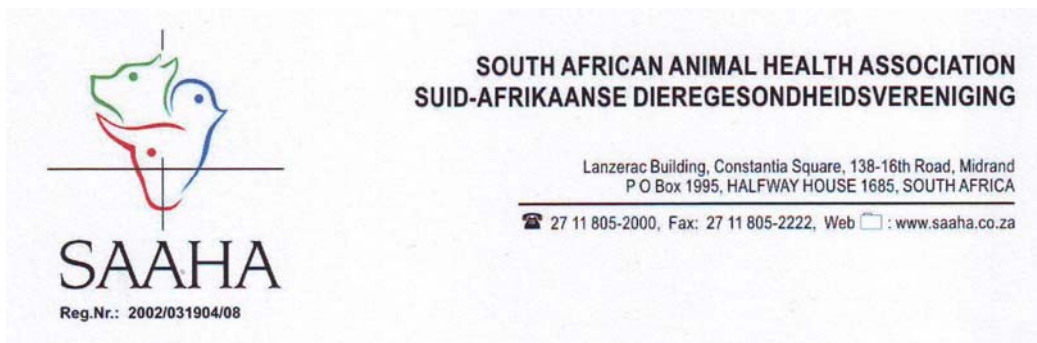 SOUTH AFRICAN ANIMAL HEALTH ASSOCIATION
SUID-AFRIKAANSE DIEREGESONDHEIDSVERENIGING
Lanzerac Building, Constantia Square, 138-16th Road, Midrand
P O Box 1995, HALFWAY HOUSE 1685, SOUTH AFRICA
☎ 27 11 805-2000, Fax: 27 11 805-2222, Web : www.saaha.co.za
SAAHA
Reg.Nr.: 2002/031904/08